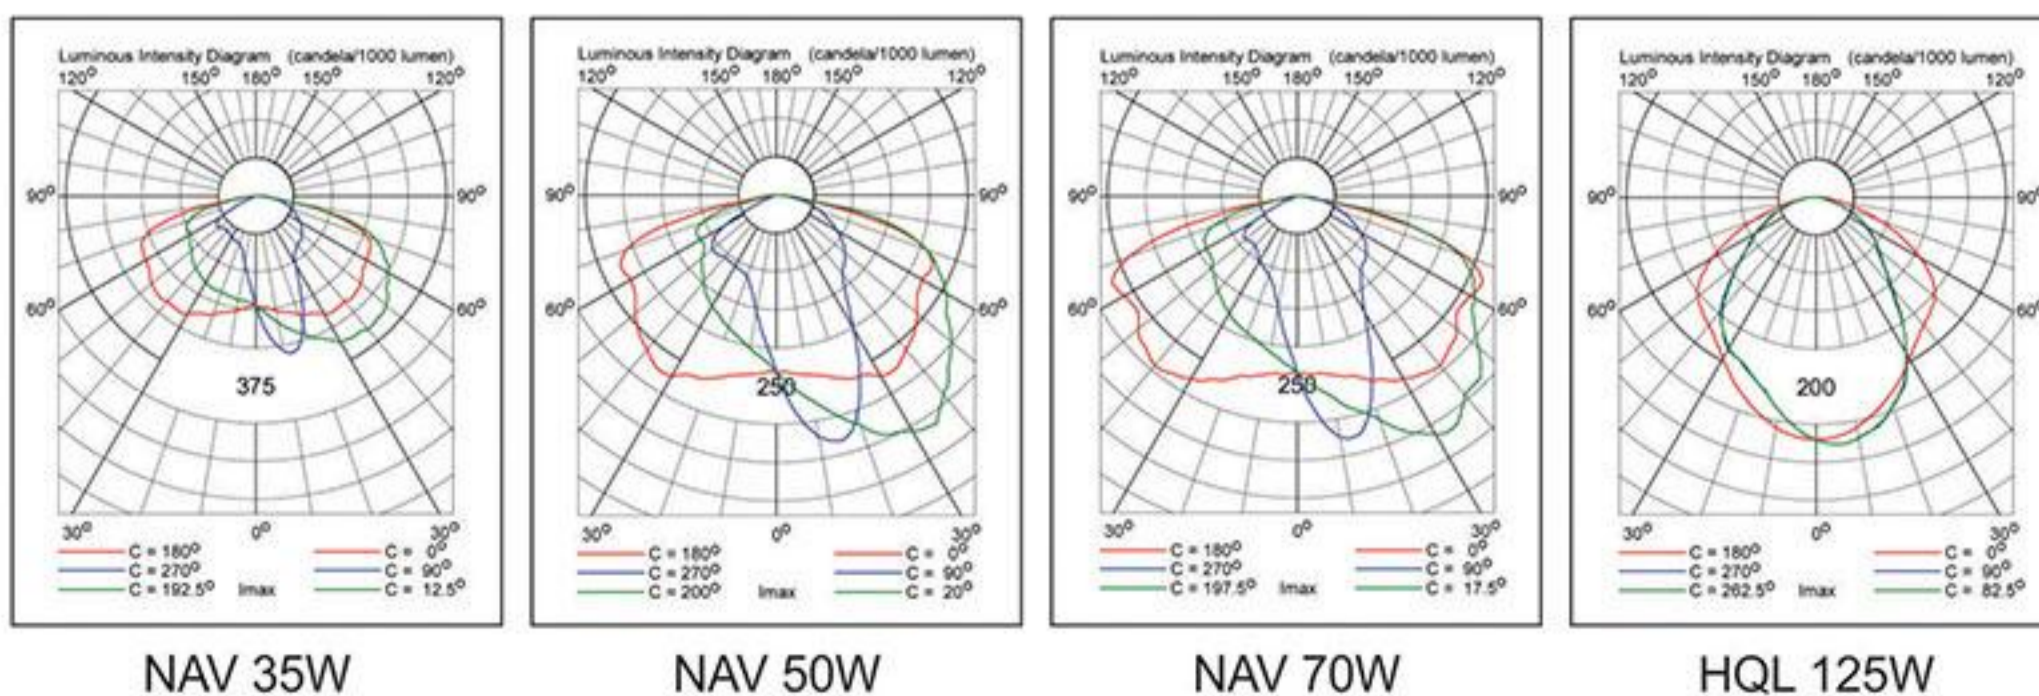 Luminous Intensity Diagram (candela/1000 lumen)
120° 150° 180° 150° 120°
90° 90°
60° 60°
375
30° 0° 30°
C = 180° C = 0°
C = 270° C = 90°
C = 192.5° Imax C = 12.5°
NAV 35W
Luminous Intensity Diagram (candela/1000 lumen)
120° 150° 180° 150° 120°
90° 90°
60° 60°
250
30° 0° 30°
C = 180° C = 0°
C = 270° C = 90°
C = 200° Imax C = 20°
NAV 50W
Luminous Intensity Diagram (candela/1000 lumen)
120° 150° 180° 150° 120°
90° 90°
60° 60°
250
30° 0° 30°
C = 180° C = 0°
C = 270° C = 90°
C = 197.5° Imax C = 17.5°
NAV 70W
Luminous Intensity Diagram (candela/1000 lumen)
120° 150° 180° 150° 120°
90° 90°
60° 60°
200
30° 0° 30°
C = 180° C = 0°
C = 270° C = 90°
C = 262.5° Imax C = 82.5°
HQL 125W